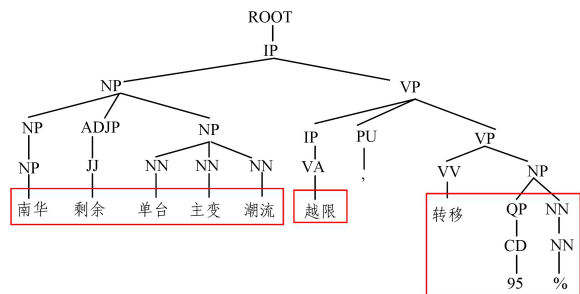 ROOT
IP
NP VP
NP ADJP NP IP PU VP
NP JJ NN NN NN VA , VV NP
南华 剩余 单台 主变 潮流 越限 转移 QP NN
CD NN
95 %